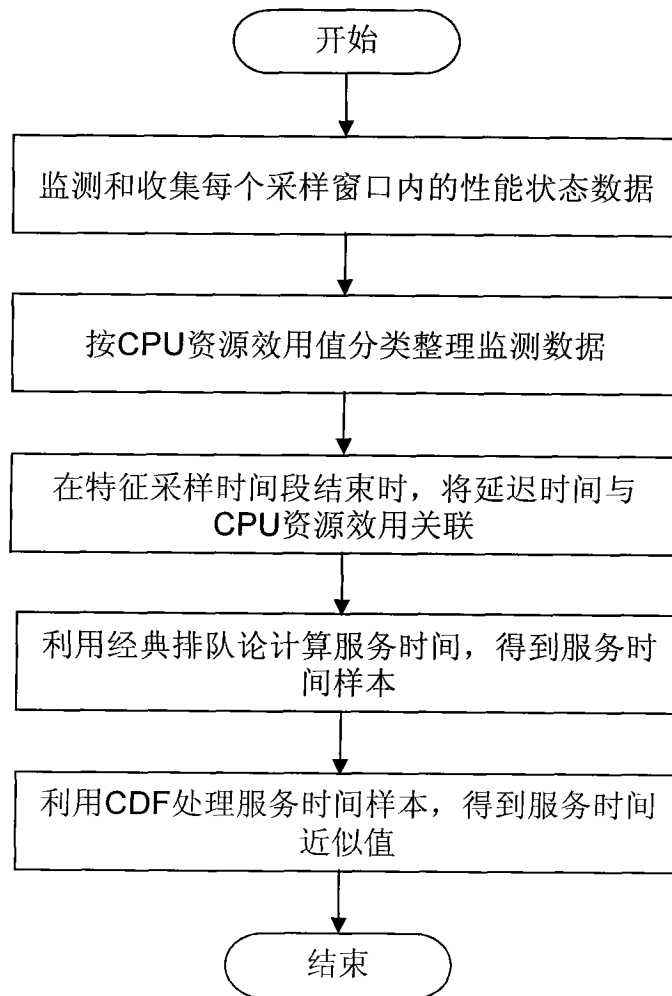 开始
监测和收集每个采样窗口内的性能状态数据
按CPU资源效用值分类整理监测数据
在特征采样时间段结束时，将延迟时间与
CPU资源效用关联
利用经典排队论计算服务时间，得到服务时
间样本
利用CDF处理服务时间样本，得到服务时间
近似值
结束